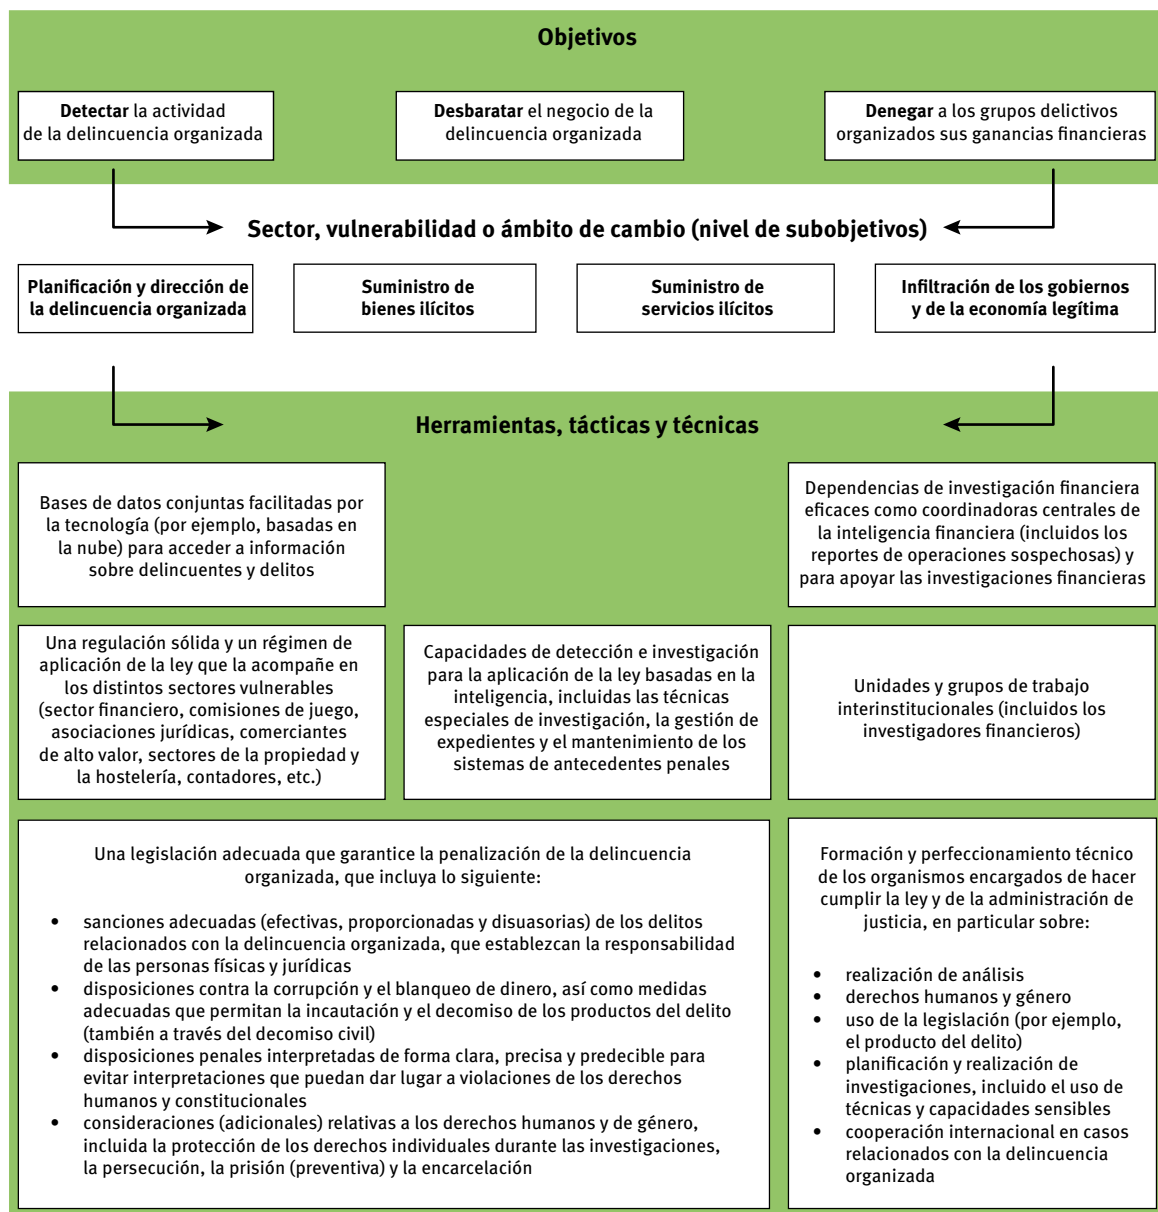 Objetivos
Detectar la actividad
de la delincuencia organizada
Desbaratar el negocio de la
delincuencia organizada
Denegar a los grupos delictivos
organizados sus ganancias financieras
Sector, vulnerabilidad o ámbito de cambio (nivel de subobjetivos)
Planificación y dirección de
la delincuencia organizada
Suministro de
bienes ilícitos
Suministro de
servicios ilícitos
Infiltración de los gobiernos
y de la economía legítima
Herramientas, tácticas y técnicas
Bases de datos conjuntas facilitadas por
la tecnología (por ejemplo, basadas en
la nube) para acceder a información
sobre delincuentes y delitos
Dependencias de investigación financiera
eficaces como coordinadoras centrales de
la inteligencia financiera (incluidos los
reportes de operaciones sospechosas) y
para apoyar las investigaciones financieras
Una regulación sólida y un régimen de
aplicación de la ley que la acompañe en
los distintos sectores vulnerables
(sector financiero, comisiones de juego,
asociaciones jurídicas, comerciantes
de alto valor, sectores de la propiedad y
la hostelería, contadores, etc.)
Capacidades de detección e investigación
para la aplicación de la ley basadas en la
inteligencia, incluidas las técnicas
especiales de investigación, la gestión de
expedientes y el mantenimiento de los
sistemas de antecedentes penales
Unidades y grupos de trabajo
interinstitucionales (incluidos los
investigadores financieros)
Una legislación adecuada que garantice la penalización de la delincuencia
organizada, que incluya lo siguiente:
• sanciones adecuadas (efectivas, proporcionadas y disuasorias) de los delitos
relacionados con la delincuencia organizada, que establezcan la responsabilidad
de las personas físicas y jurídicas
• disposiciones contra la corrupción y el blanqueo de dinero, así como medidas
adecuadas que permitan la incautación y el decomiso de los productos del delito
(también a través del decomiso civil)
• disposiciones penales interpretadas de forma clara, precisa y predecible para
evitar interpretaciones que puedan dar lugar a violaciones de los derechos
humanos y constitucionales
• consideraciones (adicionales) relativas a los derechos humanos y de género,
incluida la protección de los derechos individuales durante las investigaciones,
la persecución, la prisión (preventiva) y la encarcelación
Formación y perfeccionamiento técnico
de los organismos encargados de hacer
cumplir la ley y de la administración de
justicia, en particular sobre:
• realización de análisis
• derechos humanos y género
• uso de la legislación (por ejemplo,
el producto del delito)
• planificación y realización de
investigaciones, incluido el uso de
técnicas y capacidades sensibles
• cooperación internacional en casos
relacionados con la delincuencia
organizada